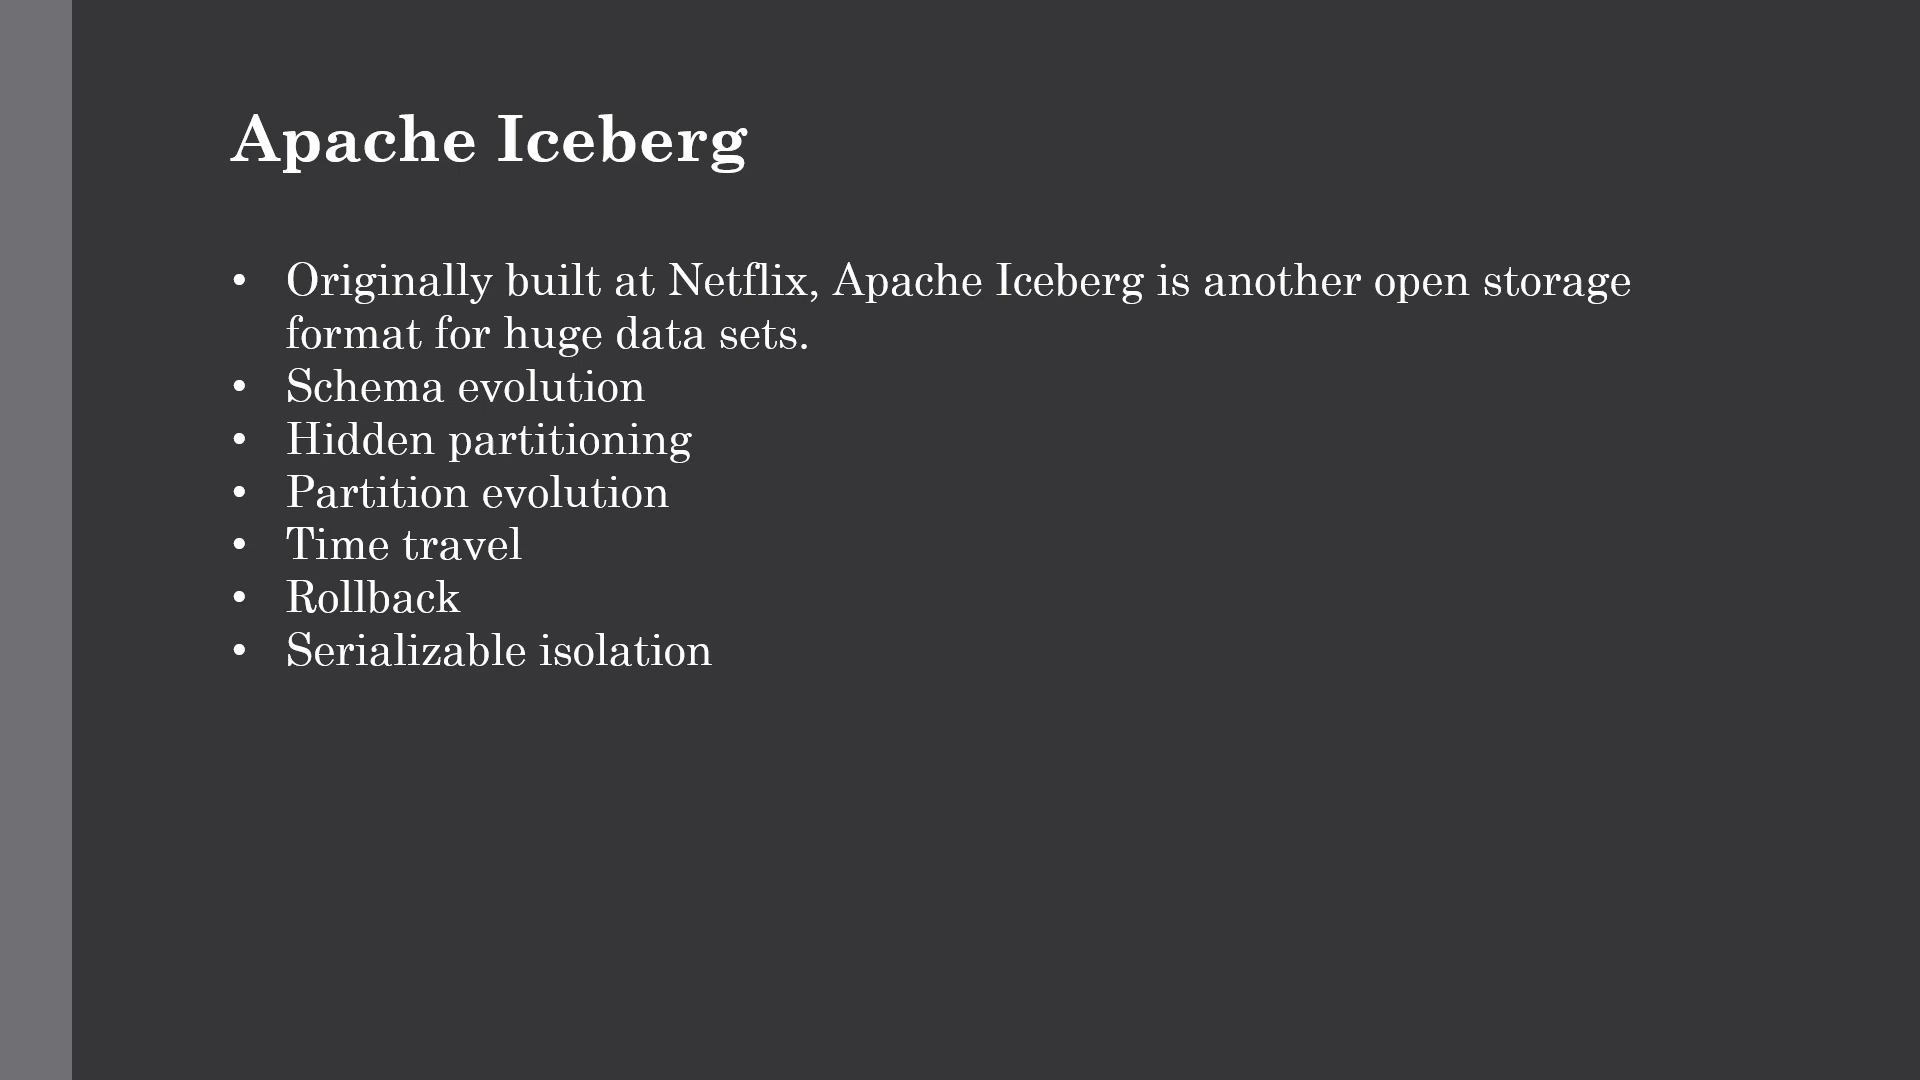 Apache Iceberg
• Originally built at Netflix, Apache Iceberg is another open storage
format for huge data sets.
• Schema evolution
• Hidden partitioning
• Partition evolution
• Time travel
• Rollback
• Serializable isolation